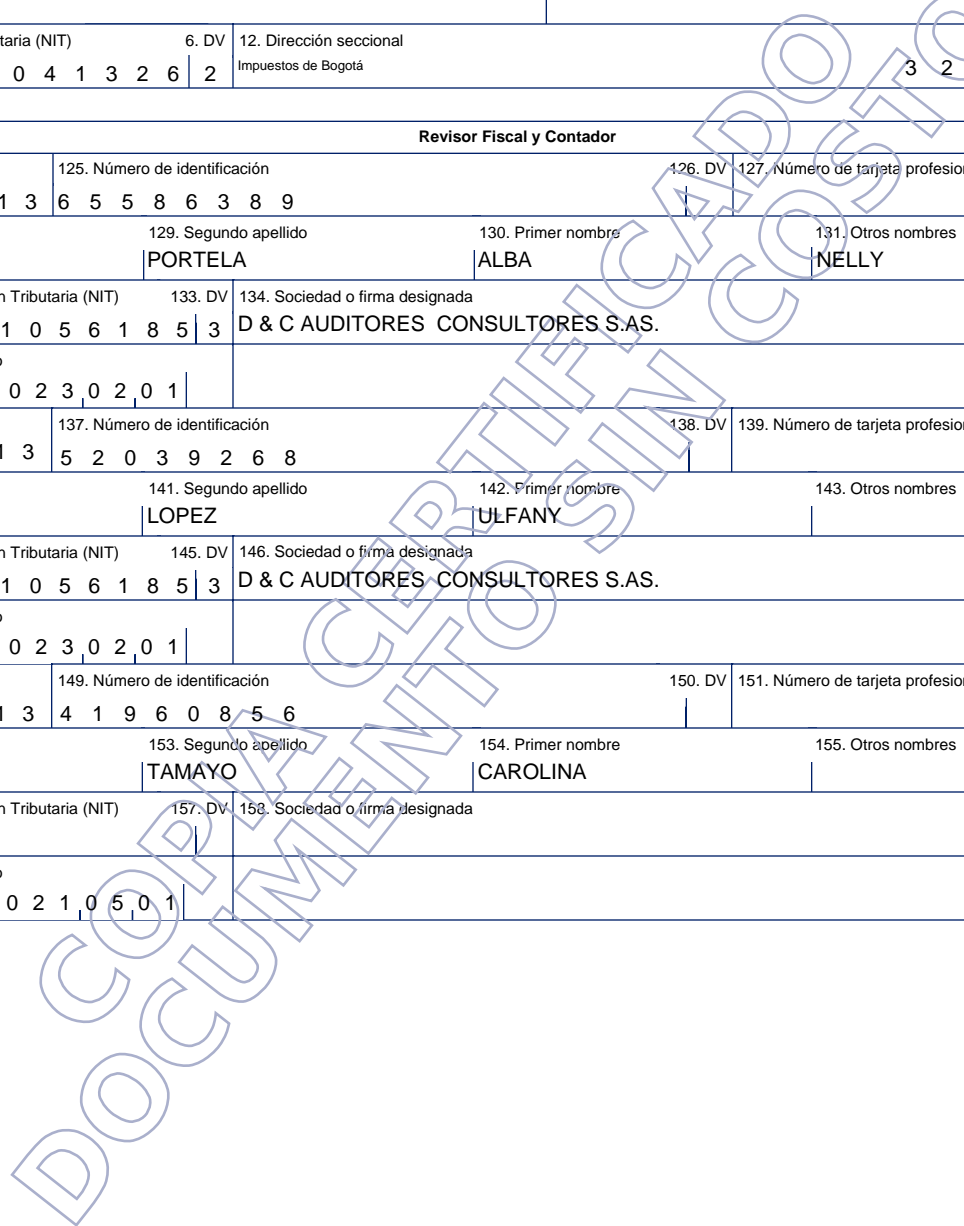 taria (NIT) 6. DV 12. Dirección seccional
0 4 1 3 2 6 2 Impuestos de Bogotá 3 2
Revisor Fiscal y Contador
125. Número de identificación 126. DV 127. Número de tarjeta profesion
1 3 6 5 5 8 6 3 8 9
129. Segundo apellido 130. Primer nombre 131. Otros nombres
PORTELA ALBA NELLY
n Tributaria (NIT) 133. DV 134. Sociedad o firma designada
1 0 5 6 1 8 5 3 D & C AUDITORES CONSULTORES S.AS.
o
0 2 3 0 2 0 1
137. Número de identificación 138. DV 139. Número de tarjeta profesion
1 3 5 2 0 3 9 2 6 8
141. Segundo apellido 142. Primer nombre 143. Otros nombres
LOPEZ ULFANY
n Tributaria (NIT) 145. DV 146. Sociedad o firma designada
1 0 5 6 1 8 5 3 D & C AUDITORES CONSULTORES S.AS.
o
0 2 3 0 2 0 1
149. Número de identificación 150. DV 151. Número de tarjeta profesion
1 3 4 1 9 6 0 8 5 6
153. Segundo apellido 154. Primer nombre 155. Otros nombres
TAMAYO CAROLINA
n Tributaria (NIT) 157. DV 158. Sociedad o firma designada
o
0 2 1 0 5 0 1
COPIA CERTIFICADO
DOCUMENTO SIN COSTO